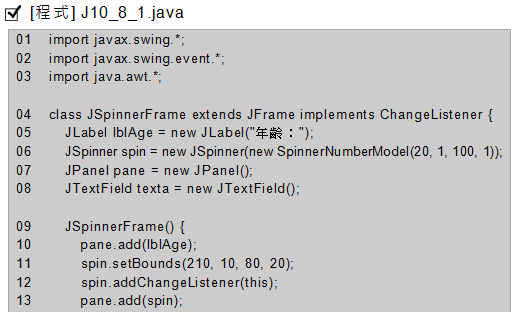 [程式] J10_8_1.java
01 import javax.swing.*;
02 import javax.swing.event.*;
03 import java.awt.*;
04 class JSpinnerFrame extends JFrame implements ChangeListener {
05 JLabel lblAge = new JLabel("年齡：");
06 JSpinner spin = new JSpinner(new SpinnerNumberModel(20, 1, 100, 1));
07 JPanel pane = new JPanel();
08 JTextField texta = new JTextField();
09 JSpinnerFrame() {
10 pane.add(lblAge);
11 spin.setBounds(210, 10, 80, 20);
12 spin.addChangeListener(this);
13 pane.add(spin);